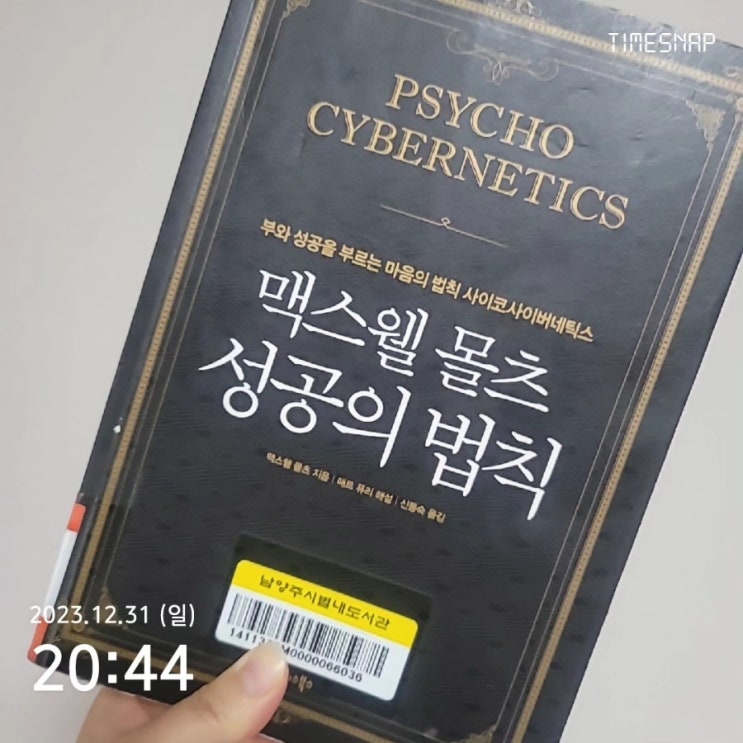 TIMESNAP
PSYCHO
CYBERNETICS
부와 성공을 부르는 마음의 법칙 사이코사이버네틱스
맥스웰 몰츠
성공의 법칙
맥스웰 몰츠 지음 | 매트 퓨리 해설 | 신동숙 옮김
남양주시별내도서관
M0000066036
2023.12.31 (일)
20:44